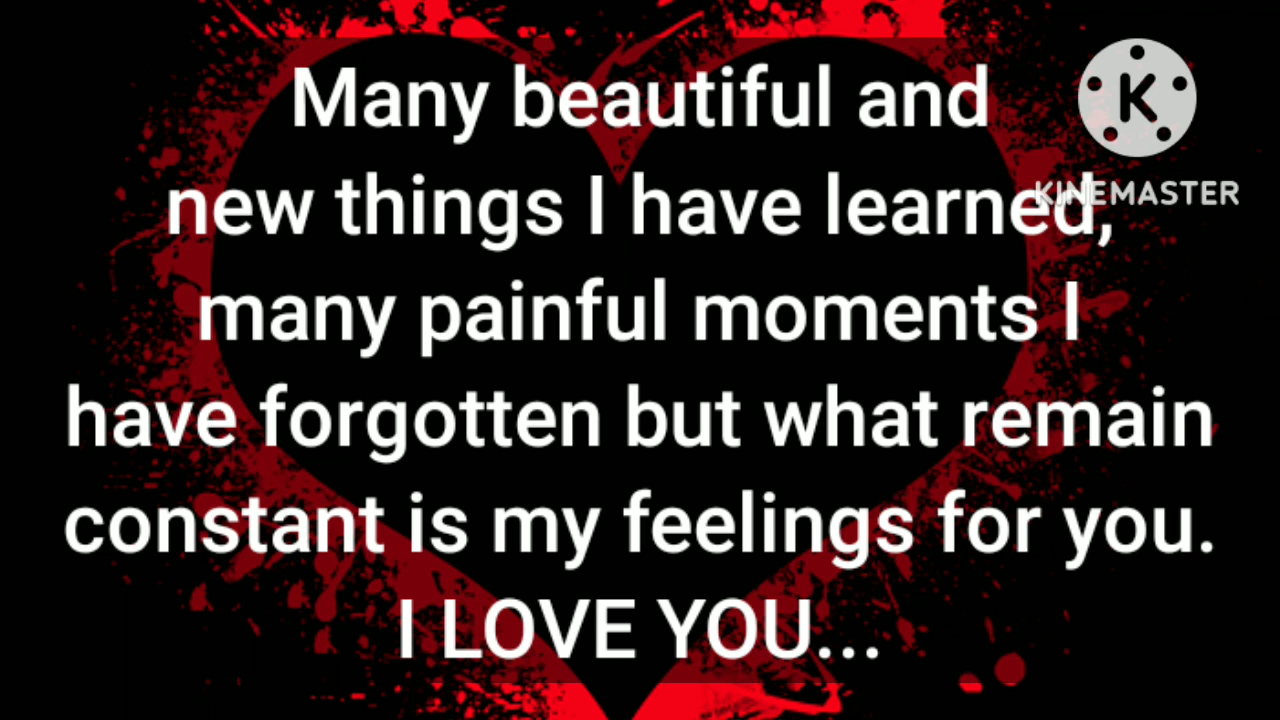 Many beautiful and
new things I have learned,
many painful moments I
have forgotten but what remain
constant is my feelings for you.
I LOVE YOU...
K
KINEMASTER